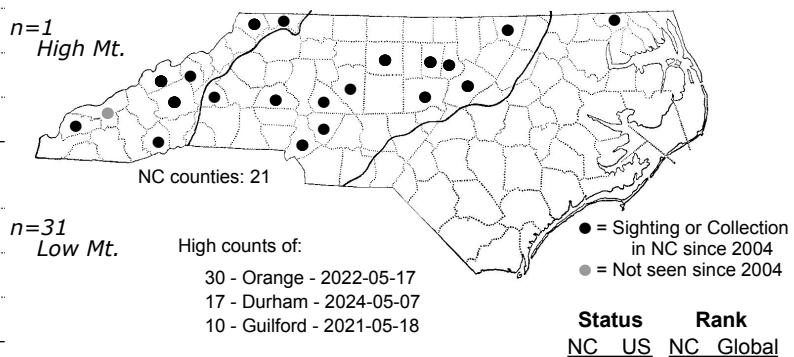 n=1
High Mt.
NC counties: 21
n=31
Low Mt.
High counts of:
30 - Orange - 2022-05-17
17 - Durham - 2024-05-07
10 - Guilford - 2021-05-18
● = Sighting or Collection
in NC since 2004
● = Not seen since 2004
Status Rank
NC US NC Global